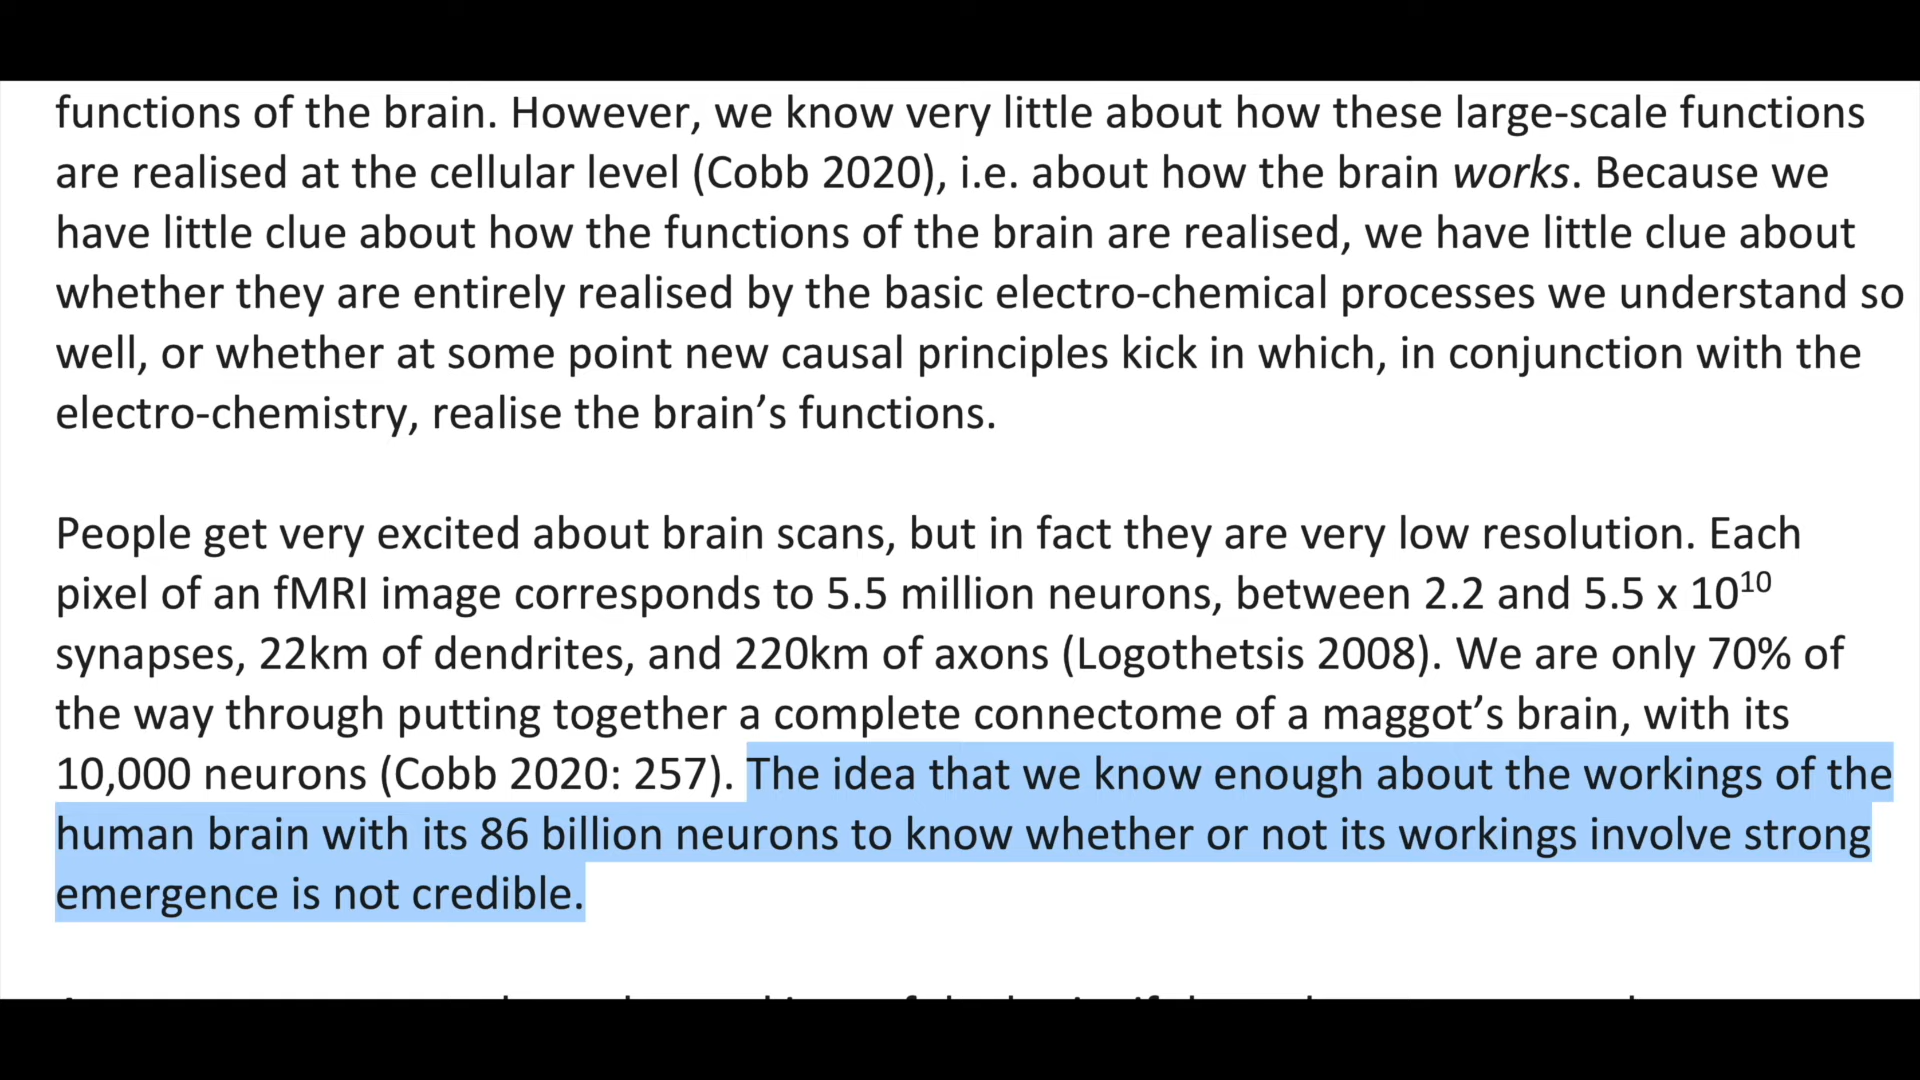 functions of the brain. However, we know very little about how these large-scale functions
are realised at the cellular level (Cobb 2020), i.e. about how the brain works. Because we
have little clue about how the functions of the brain are realised, we have little clue about
whether they are entirely realised by the basic electro-chemical processes we understand so
well, or whether at some point new causal principles kick in which, in conjunction with the
electro-chemistry, realise the brain’s functions.
People get very excited about brain scans, but in fact they are very low resolution. Each
pixel of an fMRI image corresponds to 5.5 million neurons, between 2.2 and 5.5 x 10¹⁰
synapses, 22km of dendrites, and 220km of axons (Logothetsis 2008). We are only 70% of
the way through putting together a complete connectome of a maggot’s brain, with its
10,000 neurons (Cobb 2020: 257). The idea that we know enough about the workings of the
human brain with its 86 billion neurons to know whether or not its workings involve strong
emergence is not credible.